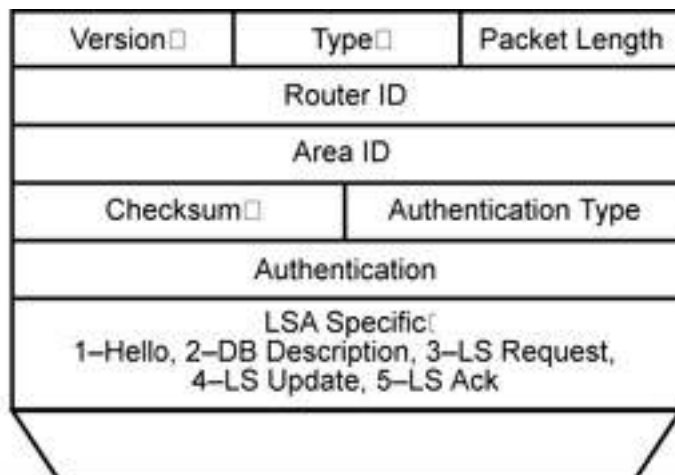 Version□ Type□ Packet Length
Router ID
Area ID
Checksum□ Authentication Type
Authentication
LSA Specific□
1–Hello, 2–DB Description, 3–LS Request,
4–LS Update, 5–LS Ack